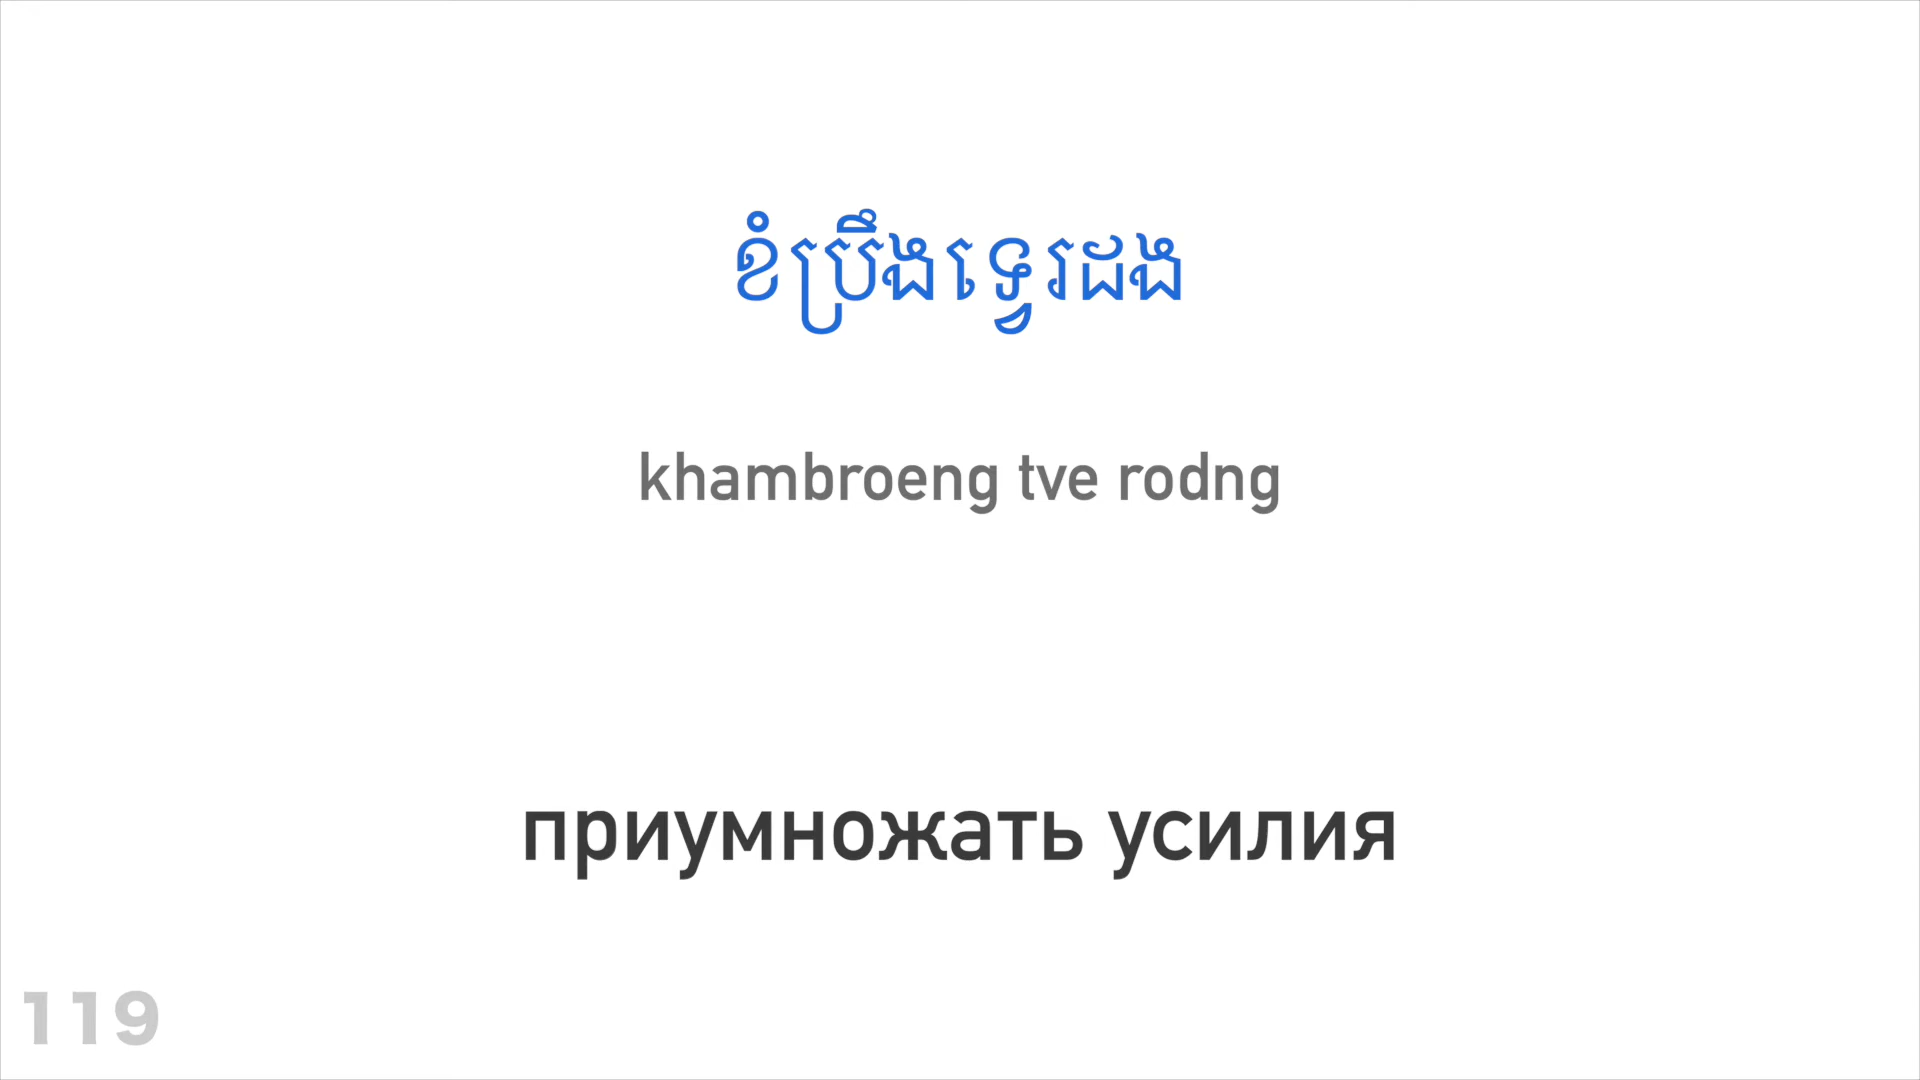 ខំប្រឹងទ្វេរដង
khambroeng tve rodng
приумножать усилия
119